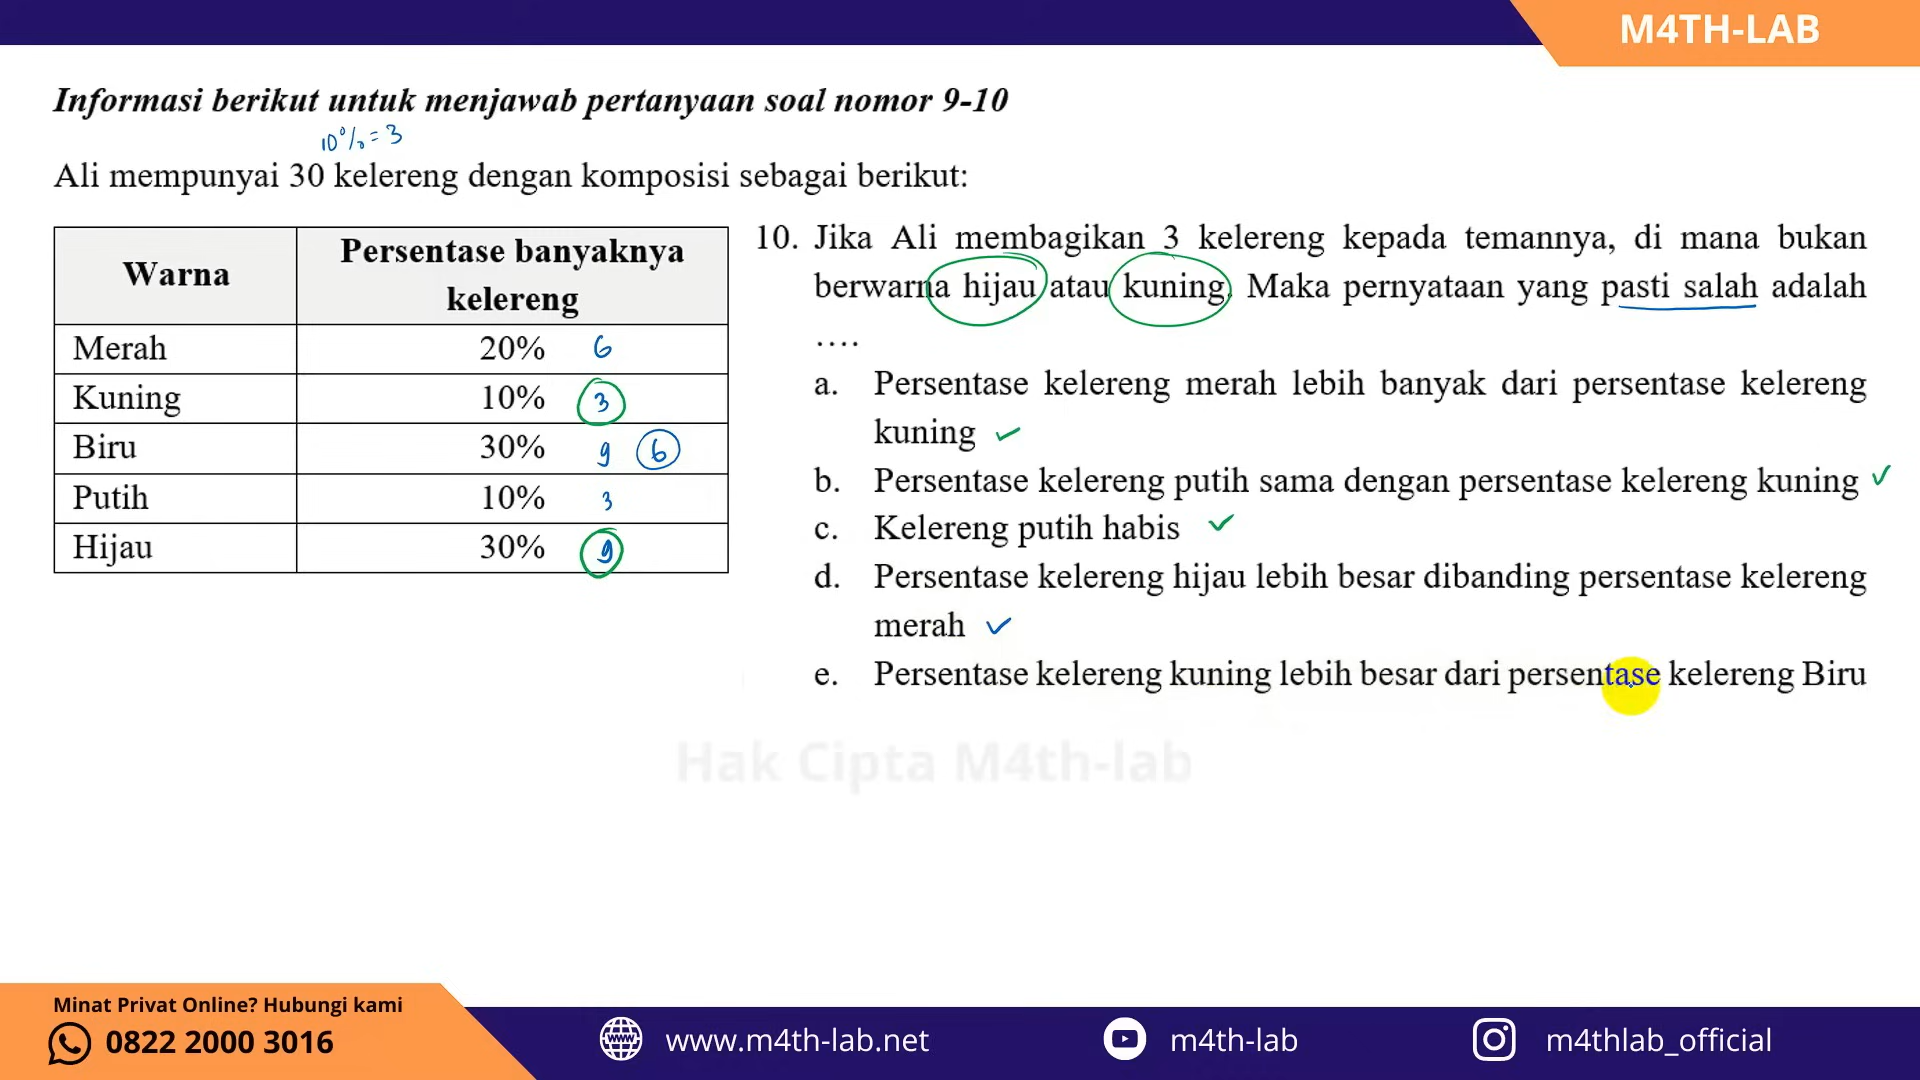 M4TH-LAB
Informasi berikut untuk menjawab pertanyaan soal nomor 9-10
10% = 3
Ali mempunyai 30 kelereng dengan komposisi sebagai berikut:
Warna Persentase banyaknya
kelereng
Merah 20% 6
Kuning 10% 3
Biru 30% 9 6
Putih 10% 3
Hijau 30% 9
10. Jika Ali membagikan 3 kelereng kepada temannya, di mana bukan
berwarna hijau atau kuning. Maka pernyataan yang pasti salah adalah
....
a. Persentase kelereng merah lebih banyak dari persentase kelereng
kuning
b. Persentase kelereng putih sama dengan persentase kelereng kuning
c. Kelereng putih habis
d. Persentase kelereng hijau lebih besar dibanding persentase kelereng
merah
e. Persentase kelereng kuning lebih besar dari persentase kelereng Biru
Hak Cipta M4th-lab
Minat Privat Online? Hubungi kami
0822 2000 3016
www.m4th-lab.net
m4th-lab
m4thlab_official